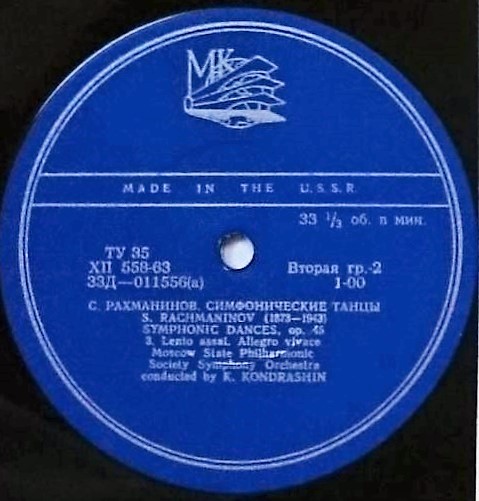 МК
MADE IN THE U.S.S.R.
33 1/3 об. в мин.
ТУ 35
ХП 558-63
33Д—011556(а)
Вторая гр.-2
1-00
С. РАХМАНИНОВ. СИМФОНИЧЕСКИЕ ТАНЦЫ
S. RACHMANINOV (1873—1943)
SYMPHONIC DANCES, op. 45
3. Lento assai. Allegro vivace
Moscow State Philharmonic
Society Symphony Orchestra
conducted by K. KONDRASHIN